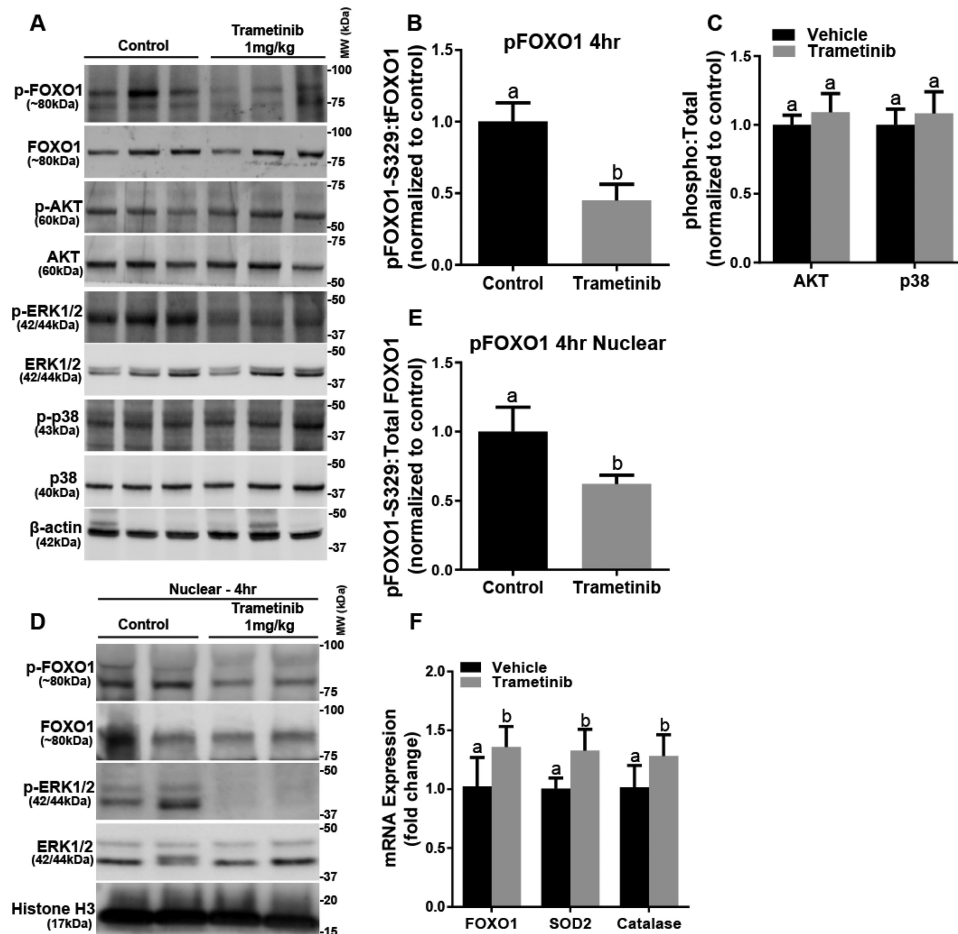 A
Control
Trametinib
1mg/kg
MW (kDa)
p-FOXO1
(~80kDa)
-100
-75
FOXO1
(~80kDa)
-100
-75
p-AKT
(60kDa)
-75
-50
AKT
(60kDa)
-75
-50
p-ERK1/2
(42/44kDa)
-50
-37
ERK1/2
(42/44kDa)
-50
-37
p-p38
(43kDa)
-50
-37
p38
(40kDa)
-50
-37
β-actin
(42kDa)
-50
-37
B
pFOXO1 4hr
pFOXO1-S329:tFOXO1
(normalized to control)
1.5
1.0
0.5
0.0
a
b
Control
Trametinib
C
Vehicle
Trametinib
phospho:Total
(normalized to control)
1.5
1.0
0.5
0.0
a
a
a
a
AKT
p38
D
Nuclear - 4hr
Control
Trametinib
1mg/kg
MW (kDa)
p-FOXO1
(~80kDa)
-100
-75
FOXO1
(~80kDa)
-100
-75
p-ERK1/2
(42/44kDa)
-50
-37
ERK1/2
(42/44kDa)
-50
-37
Histone H3
(17kDa)
-20
-15
E
pFOXO1 4hr Nuclear
pFOXO1-S329:Total FOXO1
(normalized to control)
1.5
1.0
0.5
0.0
a
b
Control
Trametinib
F
Vehicle
Trametinib
mRNA Expression
(fold change)
2.0
1.5
1.0
0.5
0.0
a
b
a
b
a
b
FOXO1
SOD2
Catalase